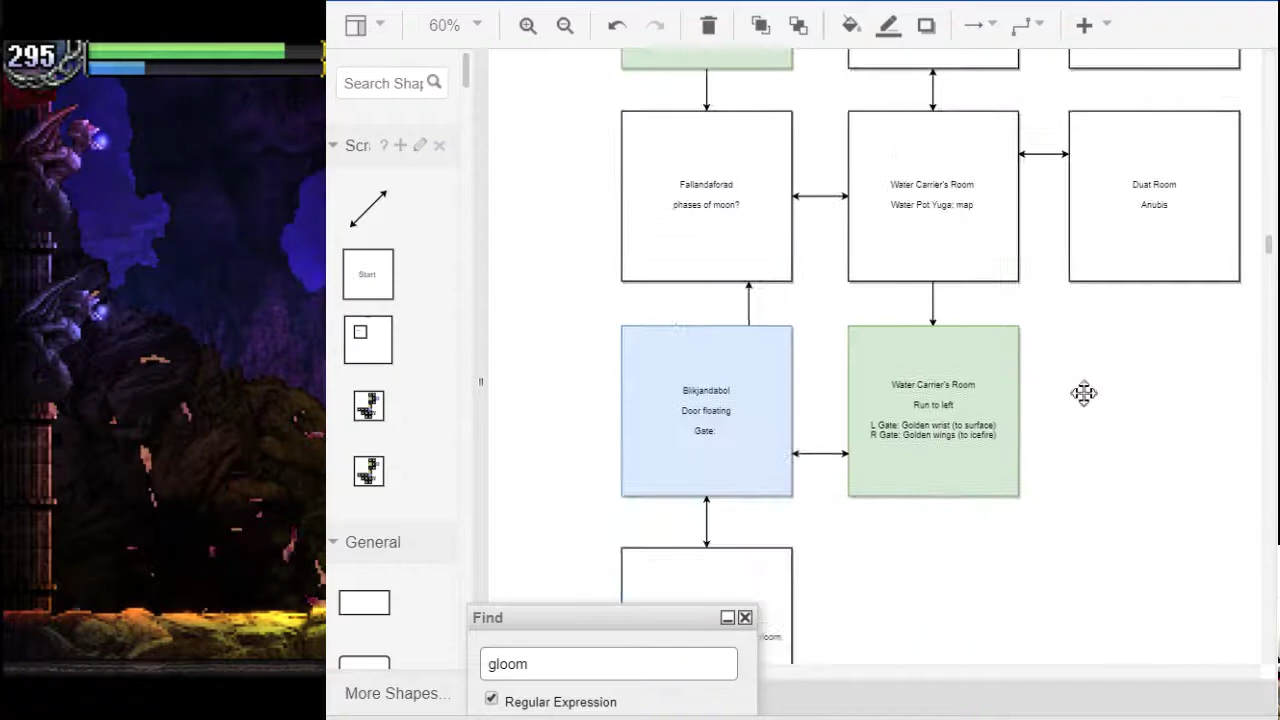 295
60%
Search Shap
Scr
?
Start
General
More Shapes...
Fallandaforad
phases of moon?
Water Carrier's Room
Water Pot Yuga: map
Duat Room
Anubis
Blikjandabol
Door floating
Gate:
Water Carrier's Room
Run to left
L Gate: Golden wrist (to surface)
R Gate: Golden wings (to icefire)
Find
gloom
Regular Expression